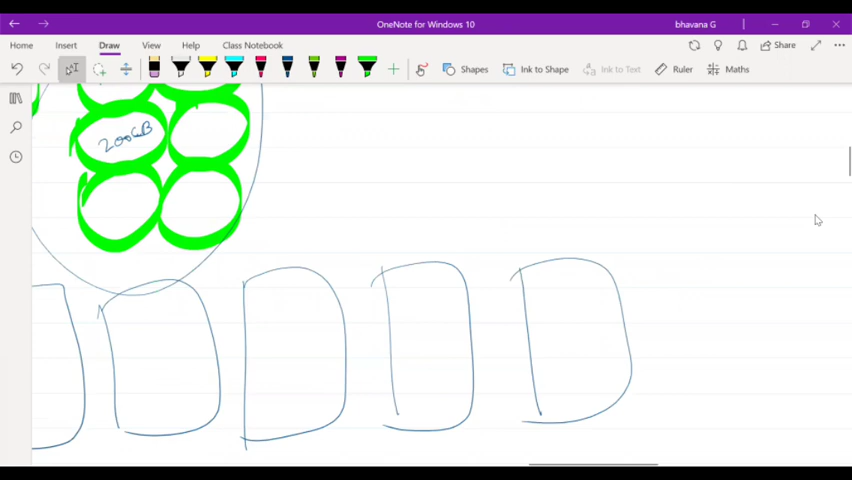 OneNote for Windows 10
bhavana G
Home Insert Draw View Help Class Notebook
Share
Shapes Ink to Shape Ink to Text Ruler Maths
200GB